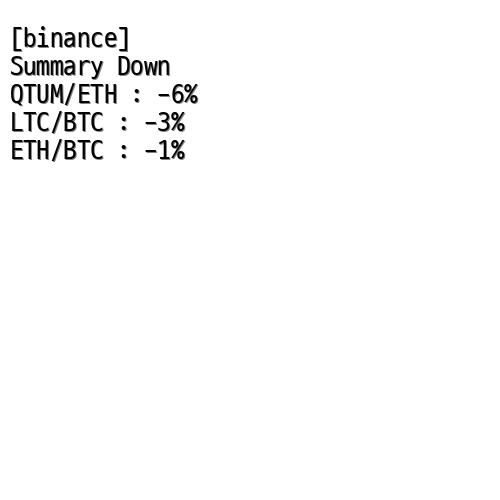 [binance]
Summary Down
QTUM/ETH : -6%
LTC/BTC : -3%
ETH/BTC : -1%